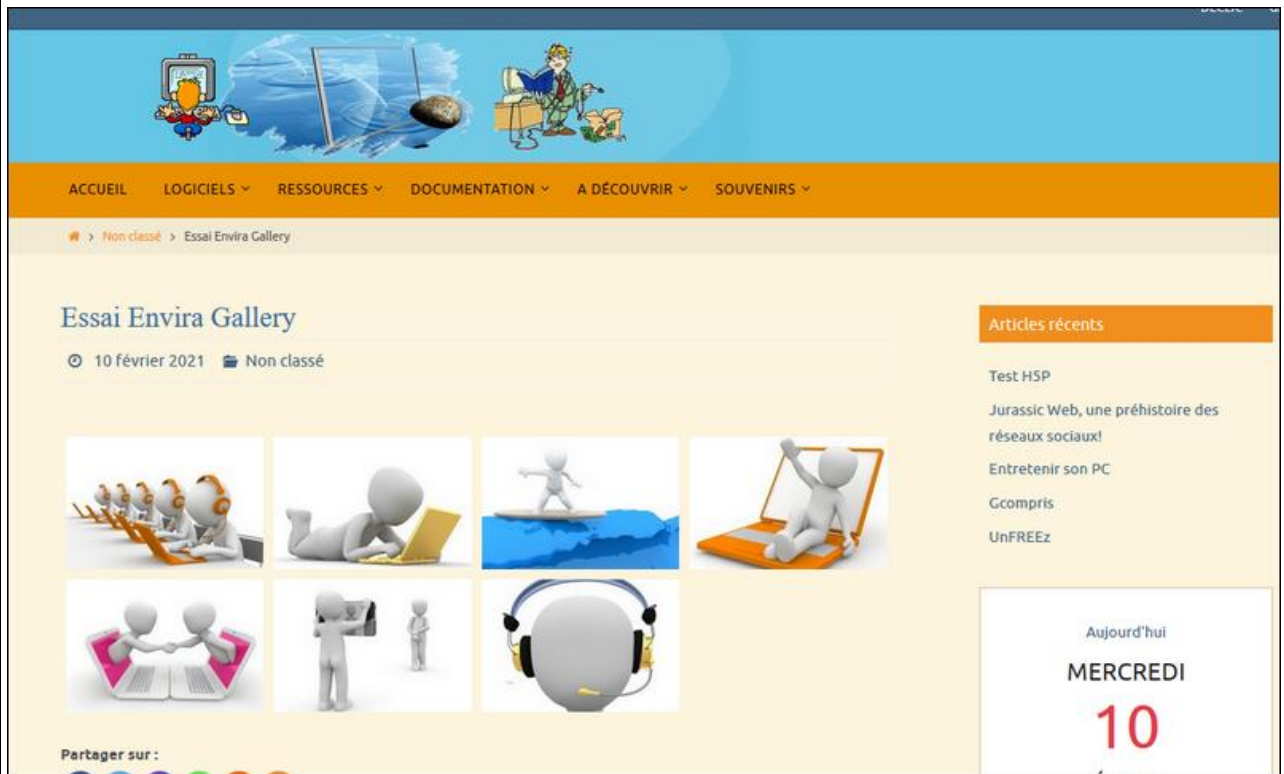 ACCUEIL LOGICIELS RESSOURCES DOCUMENTATION A DÉCOUVRIR SOUVENIRS
> Non classé > Essai Envira Gallery
Essai Envira Gallery
10 février 2021 Non classé
Partager sur :
Articles récents
Test H5P
Jurassic Web, une préhistoire des
réseaux sociaux!
Entretenir son PC
Gcompris
UnFREEz
Aujourd'hui
MERCREDI
10